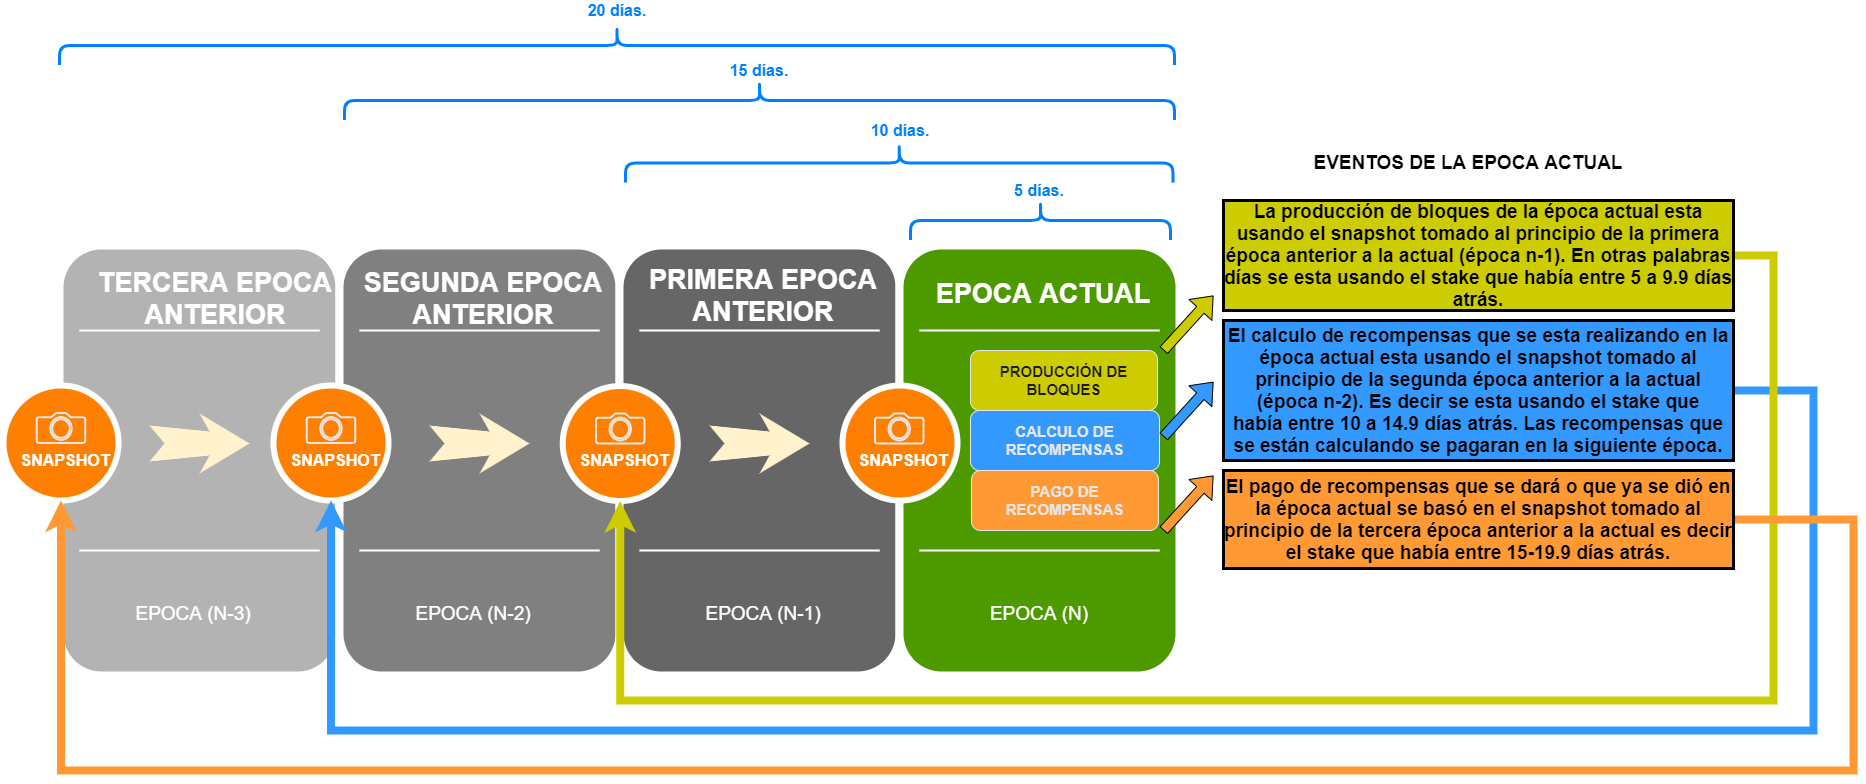 20 días.
15 días.
10 días.
5 días.
EVENTOS DE LA EPOCA ACTUAL
TERCERA EPOCA
ANTERIOR
SEGUNDA EPOCA
ANTERIOR
PRIMERA EPOCA
ANTERIOR
EPOCA ACTUAL
SNAPSHOT
SNAPSHOT
SNAPSHOT
SNAPSHOT
PRODUCCIÓN DE
BLOQUES
CALCULO DE
RECOMPENSAS
PAGO DE
RECOMPENSAS
EPOCA (N-3)
EPOCA (N-2)
EPOCA (N-1)
EPOCA (N)
La producción de bloques de la época actual esta
usando el snapshot tomado al principio de la primera
época anterior a la actual (época n-1). En otras palabras
días se esta usando el stake que había entre 5 a 9.9 días
atrás.
El calculo de recompensas que se esta realizando en la
época actual esta usando el snapshot tomado al
principio de la segunda época anterior a la actual
(época n-2). Es decir se esta usando el stake que
había entre 10 a 14.9 días atrás. Las recompensas que
se están calculando se pagaran en la siguiente época.
El pago de recompensas que se dará o que ya se dió en
la época actual se basó en el snapshot tomado al
principio de la tercera época anterior a la actual es decir
el stake que había entre 15-19.9 días atrás.